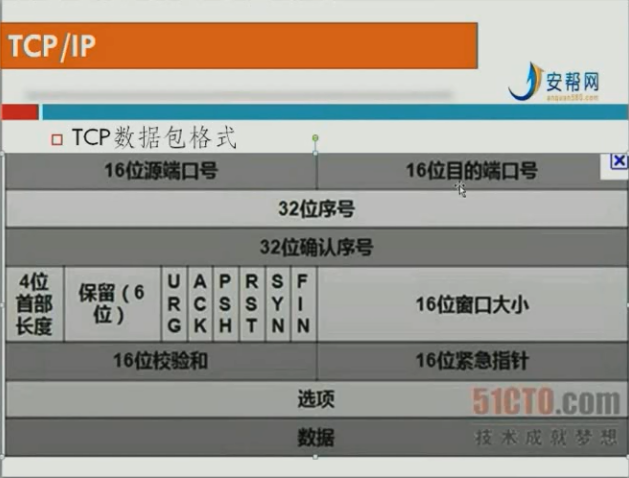 TCP/IP
安帮网
anquan365.com
TCP数据包格式
16位源端口号 16位目的端口号
32位序号
32位确认序号
4位首部长度 保留（6位） URG ACK PSH RST SYN FIN 16位窗口大小
16位校验和 16位紧急指针
选项
51CTO.com
技术成就梦想
数据